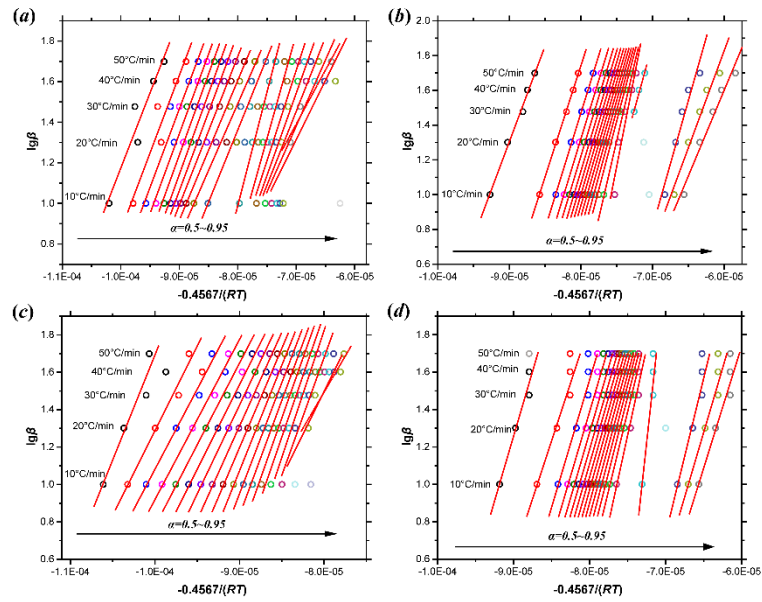 (a)
1.8
1.6
1.4
1.2
1.0
0.8
lgβ
50°C/min
40°C/min
30°C/min
20°C/min
10°C/min
α=0.5~0.95
-1.1E-04 -1.0E-04 -9.0E-05 -8.0E-05 -7.0E-05 -6.0E-05
-0.4567/(RT)
(b)
2.0
1.8
1.6
1.4
1.2
1.0
0.8
0.6
lgβ
50°C/min
40°C/min
30°C/min
20°C/min
10°C/min
α=0.5~0.95
-1.0E-04 -9.0E-05 -8.0E-05 -7.0E-05 -6.0E-05
-0.4567/(RT)
(c)
1.8
1.6
1.4
1.2
1.0
0.8
0.6
lgβ
50°C/min
40°C/min
30°C/min
20°C/min
10°C/min
α=0.5~0.95
-1.1E-04 -1.0E-04 -9.0E-05 -8.0E-05
-0.4567/(RT)
(d)
1.8
1.6
1.4
1.2
1.0
0.8
0.6
lgβ
50°C/min
40°C/min
30°C/min
20°C/min
10°C/min
α=0.5~0.95
-1.0E-04 -9.0E-05 -8.0E-05 -7.0E-05 -6.0E-05
-0.4567/(RT)